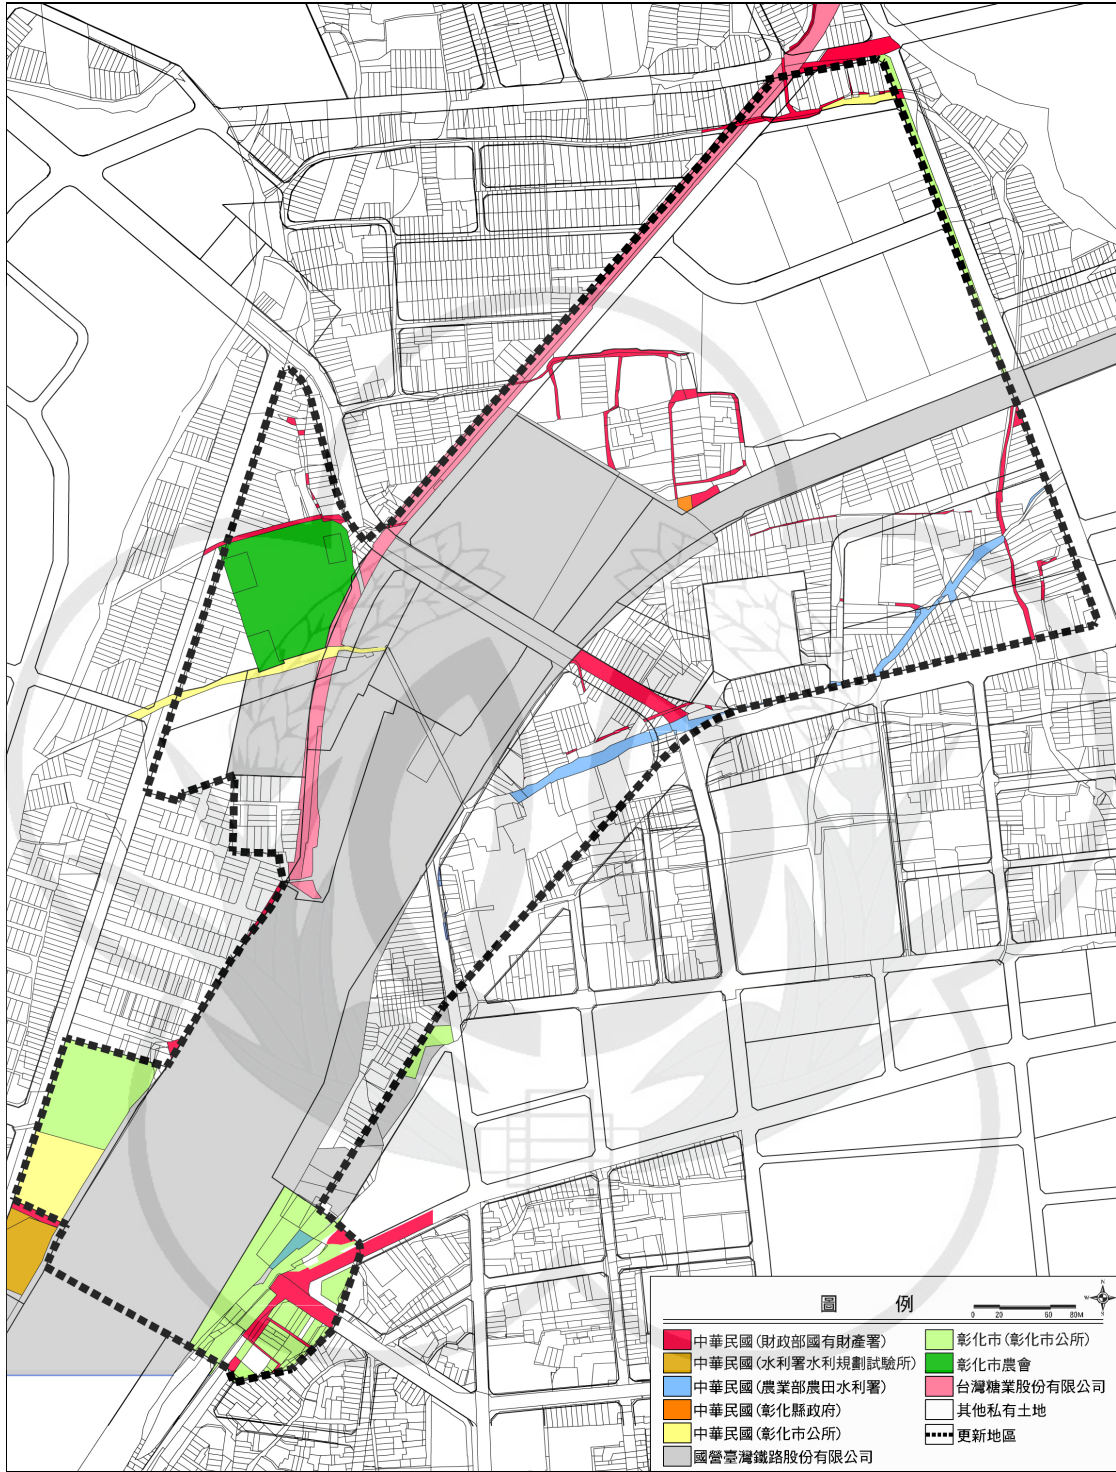 圖 例
N
W
E
S
0 20 60 80M
中華民國(財政部國有財產署)
中華民國(水利署水利規劃試驗所)
中華民國(農業部農田水利署)
中華民國(彰化縣政府)
中華民國(彰化市公所)
國營臺灣鐵路股份有限公司
彰化市(彰化市公所)
彰化市農會
台灣糖業股份有限公司
其他私有土地
更新地區